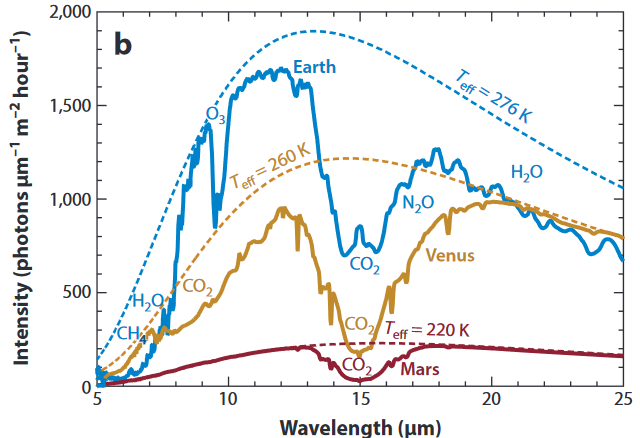 2,000
b
Earth
T_eff = 276 K
1,500
O₃
T_eff = 260 K
H₂O
1,000
N₂O
CO₂
CO₂
Venus
500
H₂O
CH₄
CO₂
T_eff = 220 K
CO₂
Mars
0
5
10
15
20
25
Wavelength (µm)
Intensity (photons µm⁻¹ m⁻² hour⁻¹)